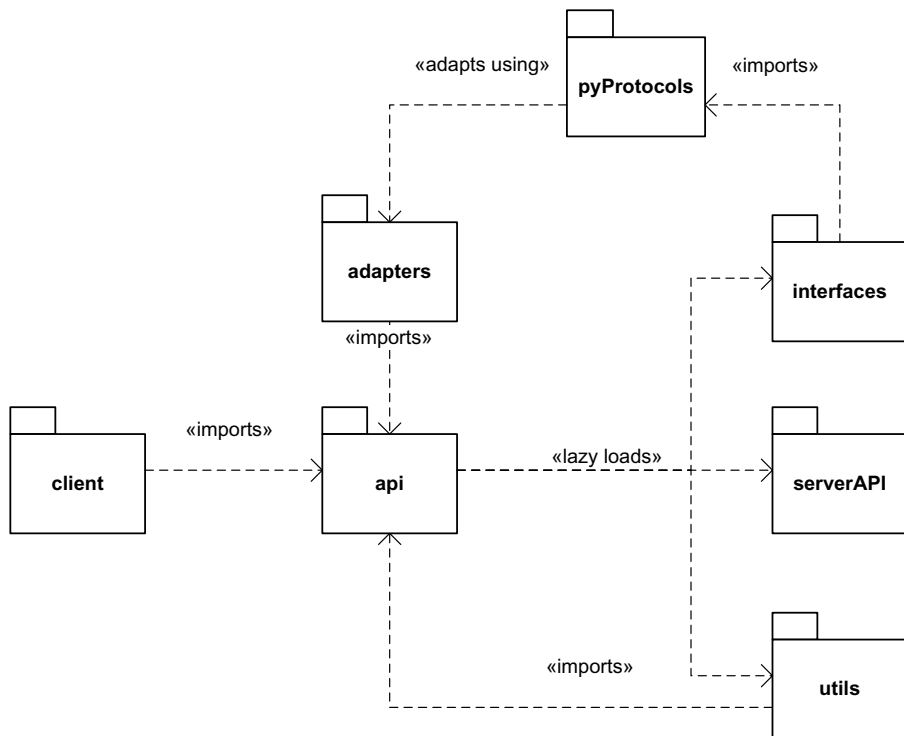 «adapts using»
pyProtocols
«imports»
adapters
interfaces
«imports»
client
«imports»
api
«lazy loads»
serverAPI
«imports»
utils